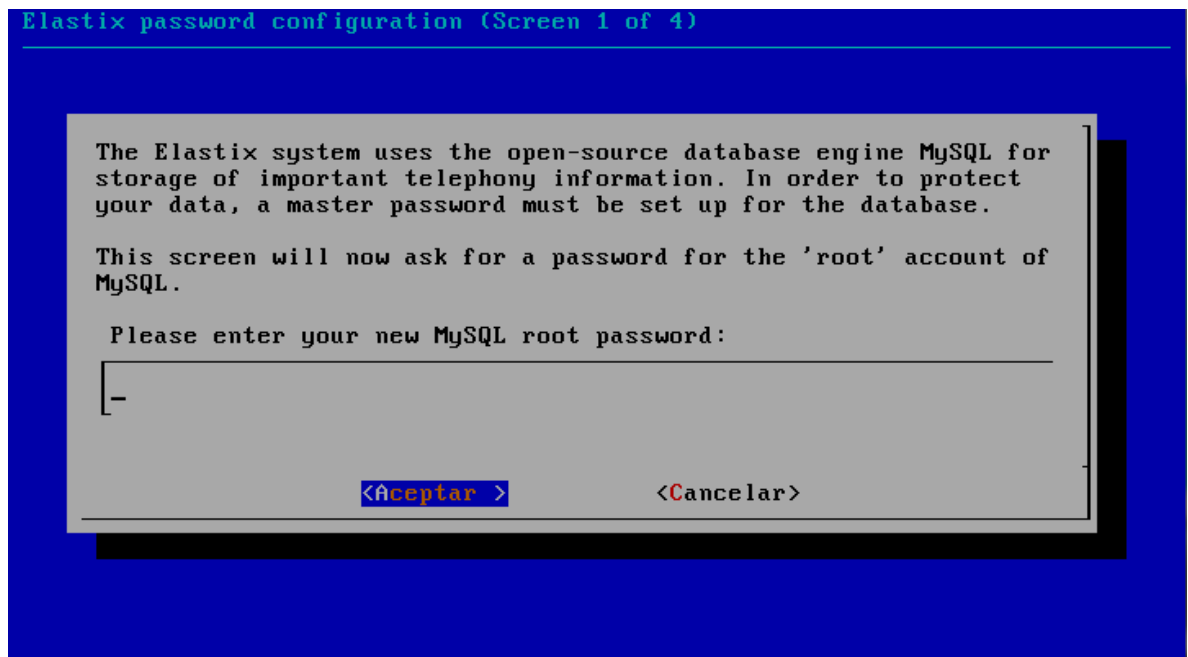 Elastix password configuration (Screen 1 of 4)
The Elastix system uses the open-source database engine MySQL for
storage of important telephony information. In order to protect
your data, a master password must be set up for the database.
This screen will now ask for a password for the 'root' account of
MySQL.
Please enter your new MySQL root password:
<Aceptar > <Cancelar>